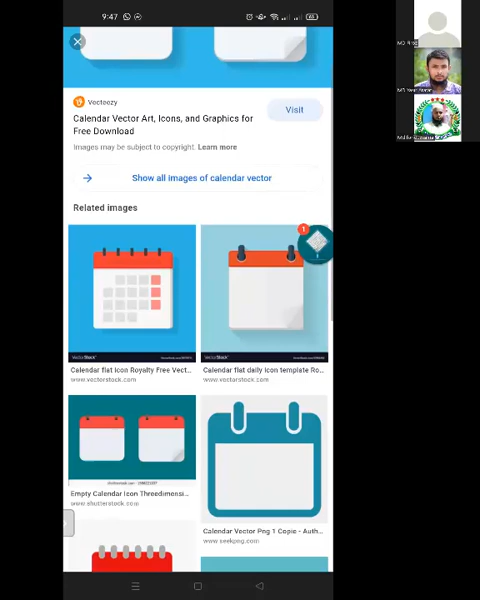 9:47
Vecteezy
Visit
Calendar Vector Art, Icons, and Graphics for
Free Download
Images may be subject to copyright. Learn more
Show all images of calendar vector
Related images
1
VectorStock
VectorStock
Calendar flat icon Royalty Free Vect...
www.vectorstock.com
Calendar flat daily icon template Ro...
www.vectorstock.com
Empty Calendar Icon Threedimensi...
www.shutterstock.com
Calendar Vector Png 1 Copie - Auth...
www.seekpng.com